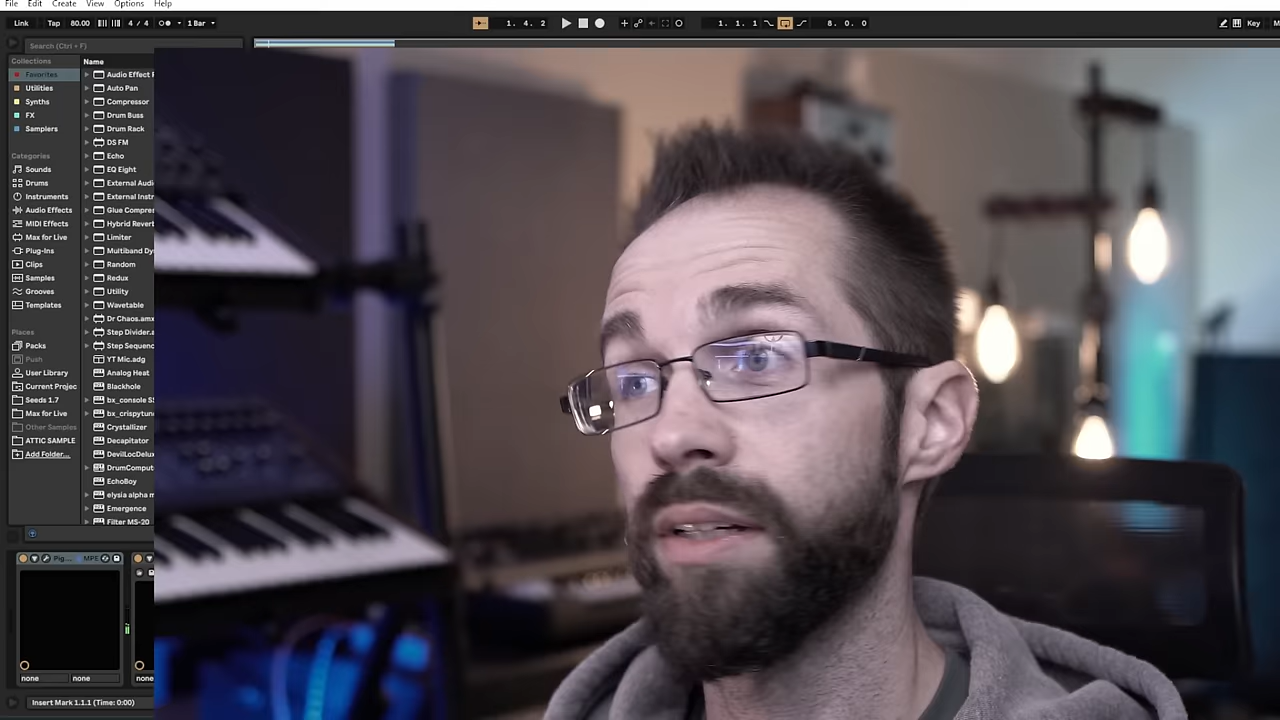 File Edit Create View Options Help
Link Tap 80.00 4 / 4 1 Bar 1. 4. 2 1. 1. 1 8. 0. 0 Key
Search (Ctrl + F)
Collections
Favorites
Utilities
Synths
FX
Samplers
Categories
Sounds
Drums
Instruments
Audio Effects
MIDI Effects
Max for Live
Plug-Ins
Clips
Samples
Grooves
Templates
Places
Packs
Push
User Library
Current Projec
Seeds 1.7
Max for Live
Other Samples
ATTIC SAMPLE
Add Folder...
Name
Audio Effect R
Auto Pan
Compressor
Drum Buss
Drum Rack
DS FM
Echo
EQ Eight
External Audi
External Instr
Glue Compres
Hybrid Reverb
Limiter
Multiband Dy
Random
Redux
Utility
Wavetable
Dr Chaos.amx
Step Divider.a
Step Sequenc
YT Mic.adg
Analog Heat
Blackhole
bx_console S
bx_crispytun
Crystallizer
Decapitator
DevilLocDelux
DrumComput
EchoBoy
elysia alpha m
Emergence
Filter MS-20
Pig... MPE
none none none
Insert Mark 1.1.1 (Time: 0:00)